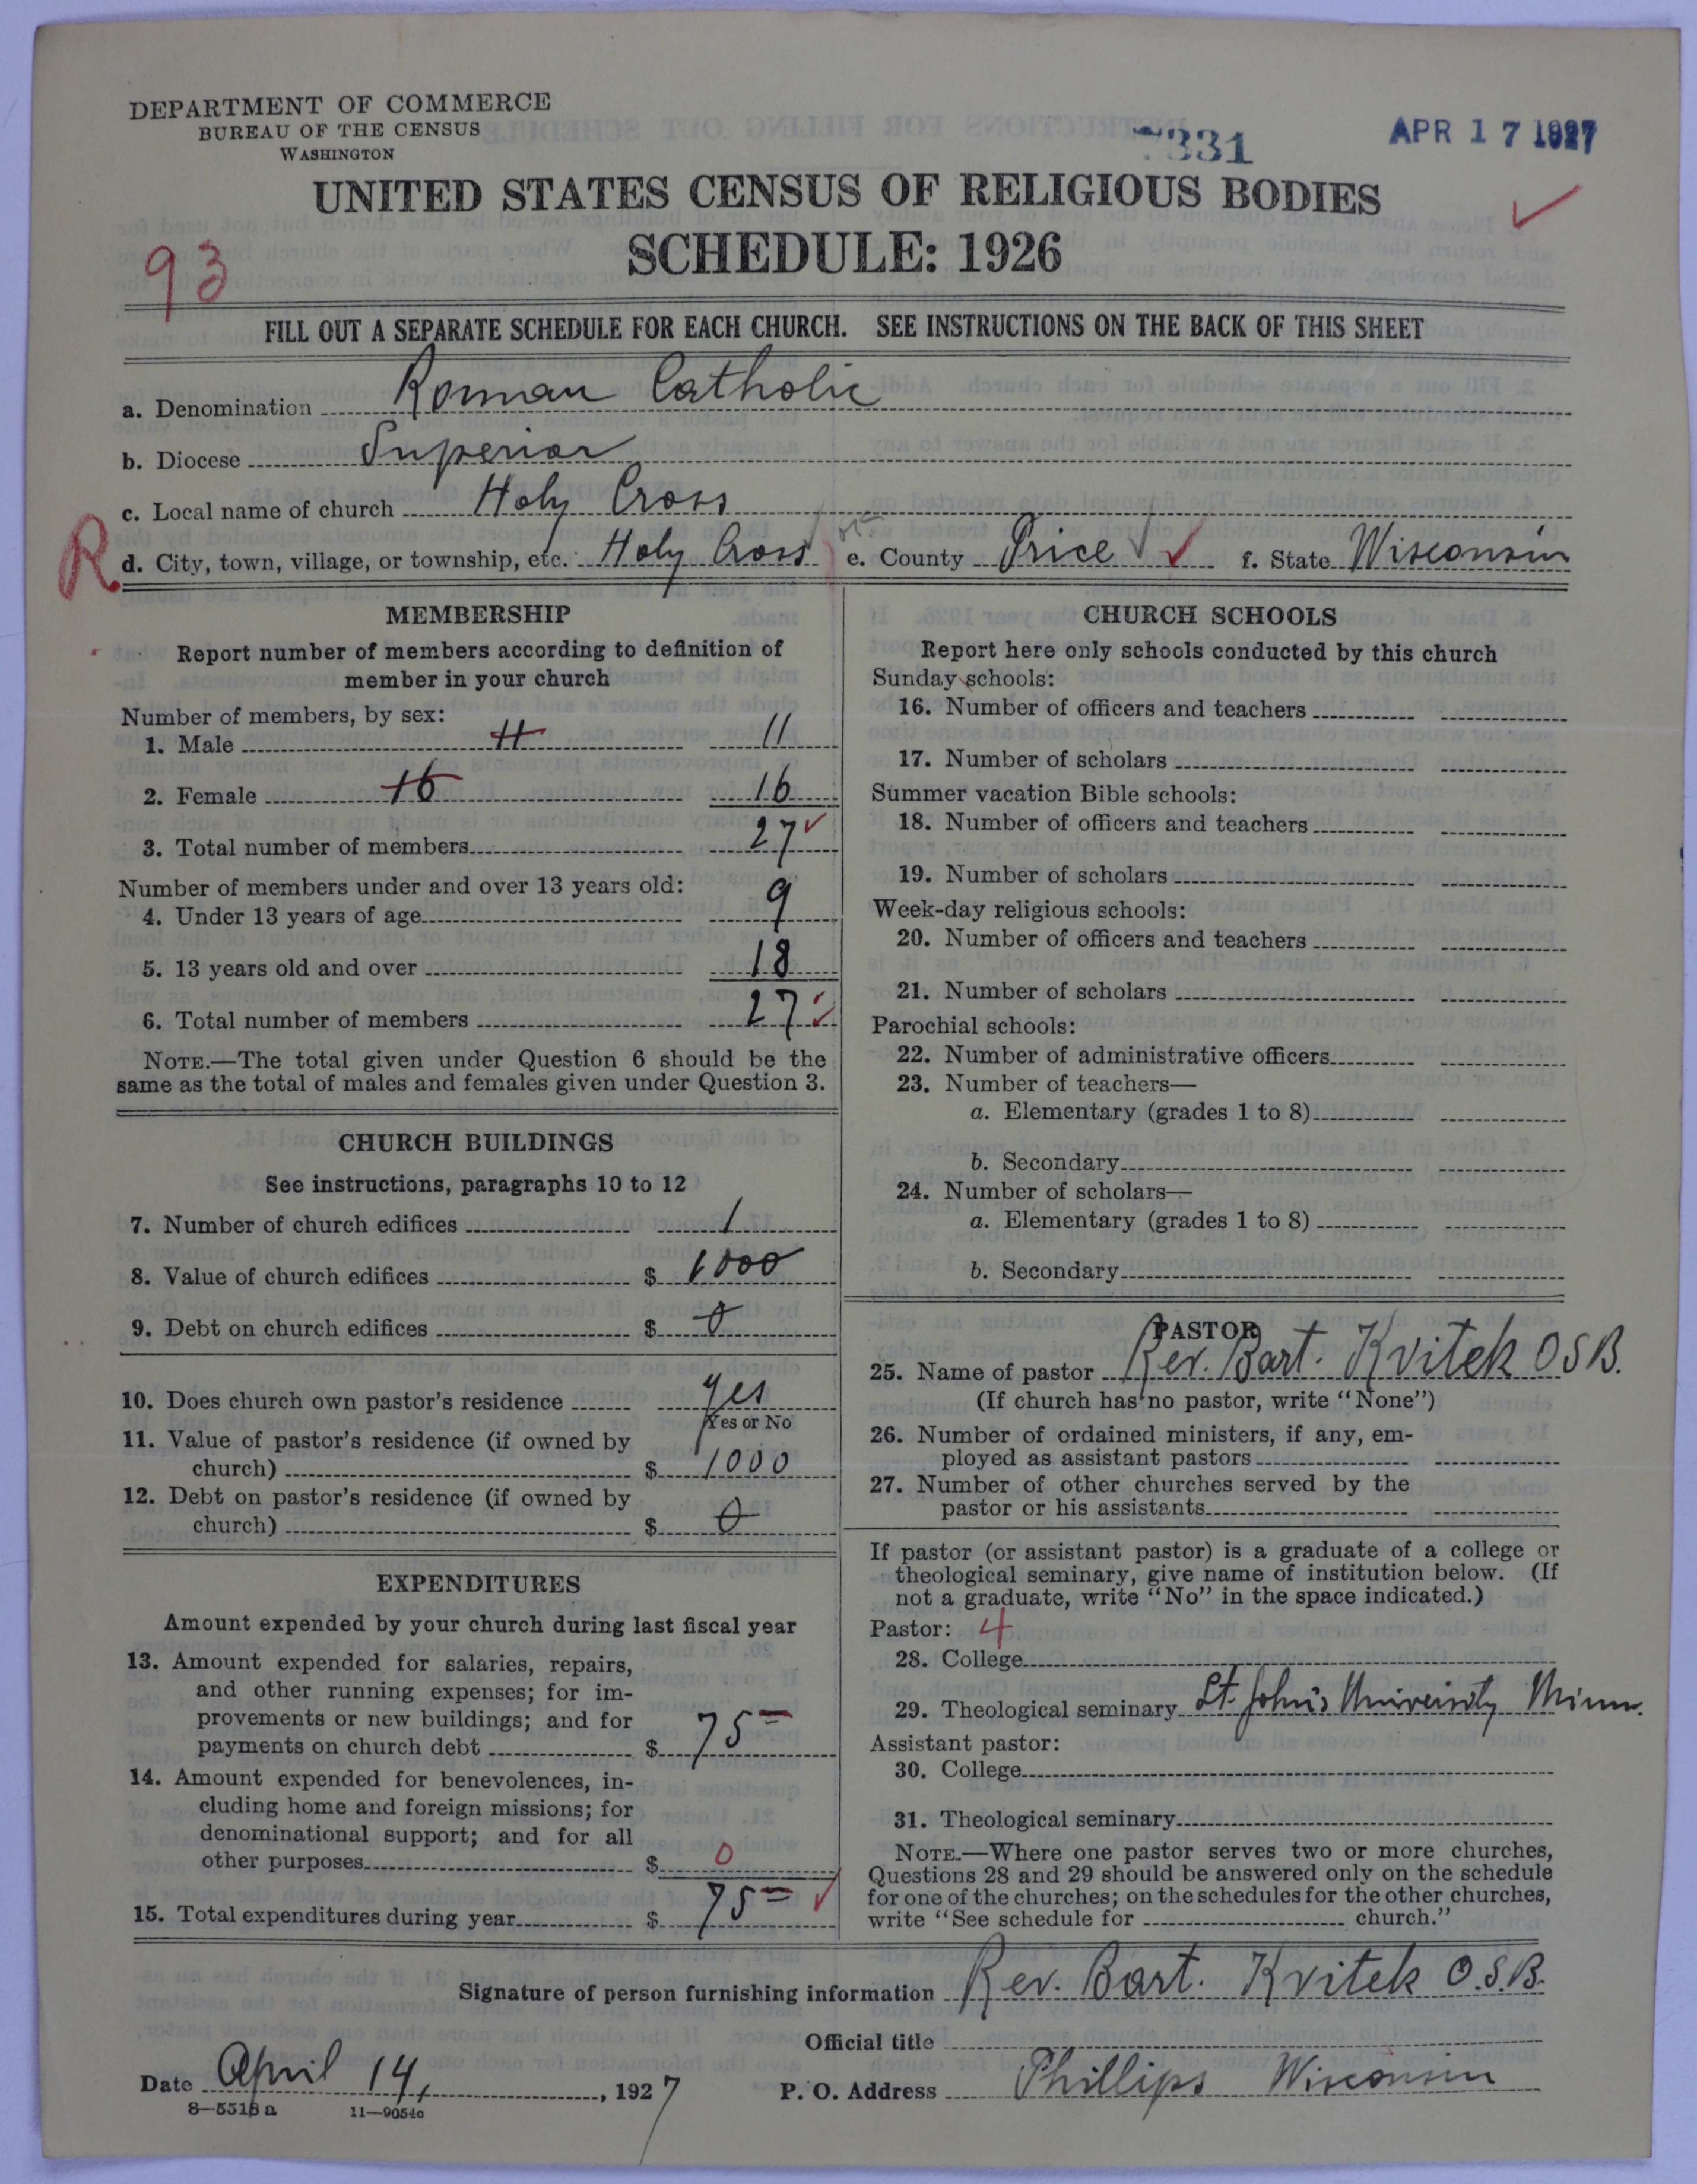 DEPARTMENT OF COMMERCE
BUREAU OF THE CENSUS
WASHINGTON
7331
APR 17 1927
UNITED STATES CENSUS OF RELIGIOUS BODIES
SCHEDULE: 1926
93
FILL OUT A SEPARATE SCHEDULE FOR EACH CHURCH. SEE INSTRUCTIONS ON THE BACK OF THIS SHEET
a. Denomination Roman Catholic
b. Diocese Superior
c. Local name of church Holy Cross
R d. City, town, village, or township, etc. Holy Cross e. County Price f. State Wisconsin
MEMBERSHIP
Report number of members according to definition of
member in your church
Number of members, by sex:
1. Male 11 11
2. Female 16 16
3. Total number of members 27
Number of members under and over 13 years old:
4. Under 13 years of age 9
5. 13 years old and over 18
6. Total number of members 27
NOTE.—The total given under Question 6 should be the
same as the total of males and females given under Question 3.
CHURCH BUILDINGS
See instructions, paragraphs 10 to 12
7. Number of church edifices 1
8. Value of church edifices $ 1000
9. Debt on church edifices $ 0
10. Does church own pastor's residence yes
Yes or No
11. Value of pastor's residence (if owned by
church) $ 1000
12. Debt on pastor's residence (if owned by
church) $ 0
EXPENDITURES
Amount expended by your church during last fiscal year
13. Amount expended for salaries, repairs,
and other running expenses; for im-
provements or new buildings; and for
payments on church debt $ 75
14. Amount expended for benevolences, in-
cluding home and foreign missions; for
denominational support; and for all
other purposes $ 0
15. Total expenditures during year $ 75
CHURCH SCHOOLS
Report here only schools conducted by this church
Sunday schools:
16. Number of officers and teachers
17. Number of scholars
Summer vacation Bible schools:
18. Number of officers and teachers
19. Number of scholars
Week-day religious schools:
20. Number of officers and teachers
21. Number of scholars
Parochial schools:
22. Number of administrative officers
23. Number of teachers—
a. Elementary (grades 1 to 8)
b. Secondary
24. Number of scholars—
a. Elementary (grades 1 to 8)
b. Secondary
PASTOR
25. Name of pastor Rev. Bart. Kvitek O S B.
(If church has no pastor, write "None")
26. Number of ordained ministers, if any, em-
ployed as assistant pastors
27. Number of other churches served by the
pastor or his assistants
If pastor (or assistant pastor) is a graduate of a college or
theological seminary, give name of institution below. (If
not a graduate, write "No" in the space indicated.)
Pastor: 4
28. College
29. Theological seminary St. John's University Minn.
Assistant pastor:
30. College
31. Theological seminary
NOTE.—Where one pastor serves two or more churches,
Questions 28 and 29 should be answered only on the schedule
for one of the churches; on the schedules for the other churches,
write "See schedule for church."
Signature of person furnishing information Rev. Bart. Kvitek O.S.B.
Official title
Date April 14, , 1927 P. O. Address Phillips Wisconsin
8—5518 a 11—9054c